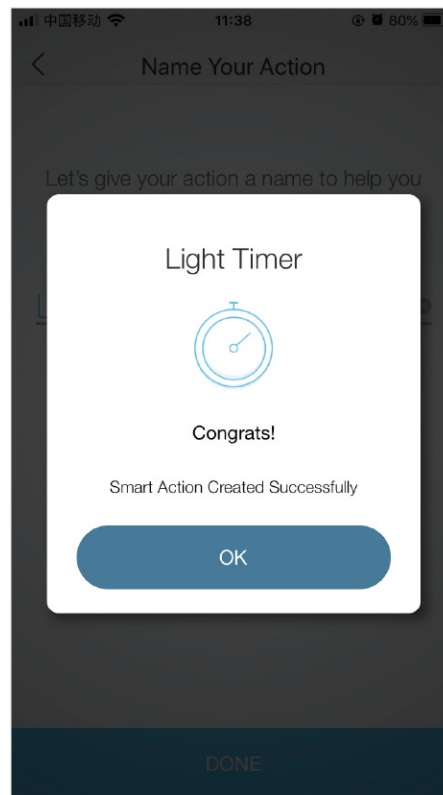 中国移动 11:38 80%
Name Your Action
Let's give your action a name to help you
Light Timer
Congrats!
Smart Action Created Successfully
OK
DONE